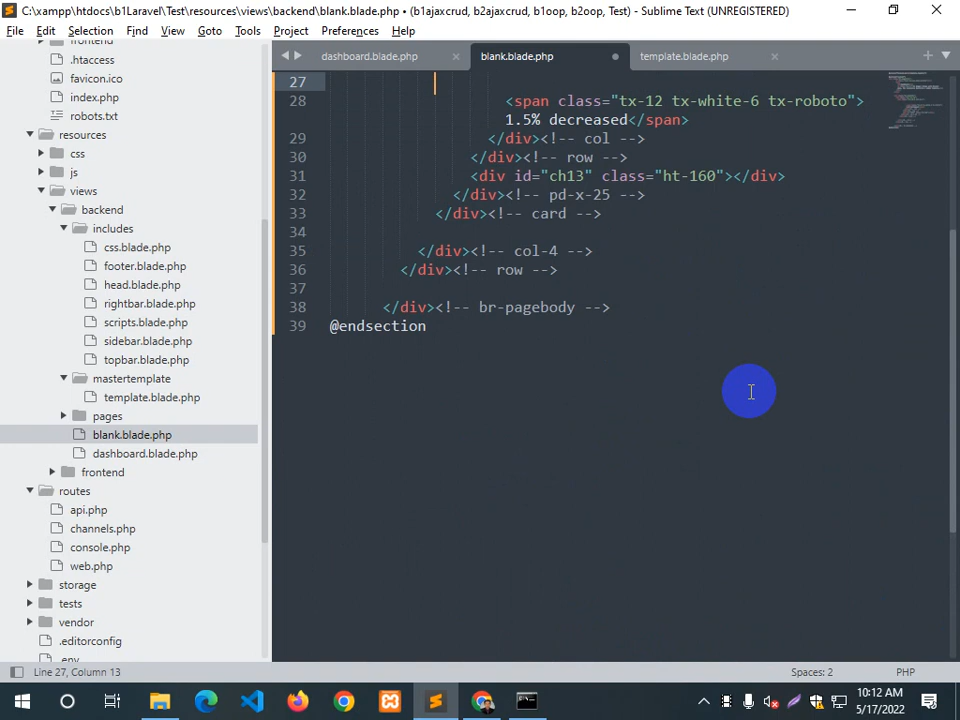 C:\xampp\htdocs\b1Laravel\Test\resources\views\backend\blank.blade.php • (b1ajaxcrud, b2ajaxcrud, b1oop, b2oop, Test) - Sublime Text (UNREGISTERED)
File Edit Selection Find View Goto Tools Project Preferences Help
dashboard.blade.php
blank.blade.php
template.blade.php
.htaccess
favicon.ico
index.php
robots.txt
resources
css
js
views
backend
includes
css.blade.php
footer.blade.php
head.blade.php
rightbar.blade.php
scripts.blade.php
sidebar.blade.php
topbar.blade.php
mastertemplate
template.blade.php
pages
blank.blade.php
dashboard.blade.php
frontend
routes
api.php
channels.php
console.php
web.php
storage
tests
vendor
.editorconfig
27
28 <span class="tx-12 tx-white-6 tx-roboto">
1.5% decreased</span>
29 </div><!-- col -->
30 </div><!-- row -->
31 <div id="ch13" class="ht-160"></div>
32 </div><!-- pd-x-25 -->
33 </div><!-- card -->
34
35 </div><!-- col-4 -->
36 </div><!-- row -->
37
38 </div><!-- br-pagebody -->
39 @endsection
Line 27, Column 13
Spaces: 2
PHP
10:12 AM
5/17/2022